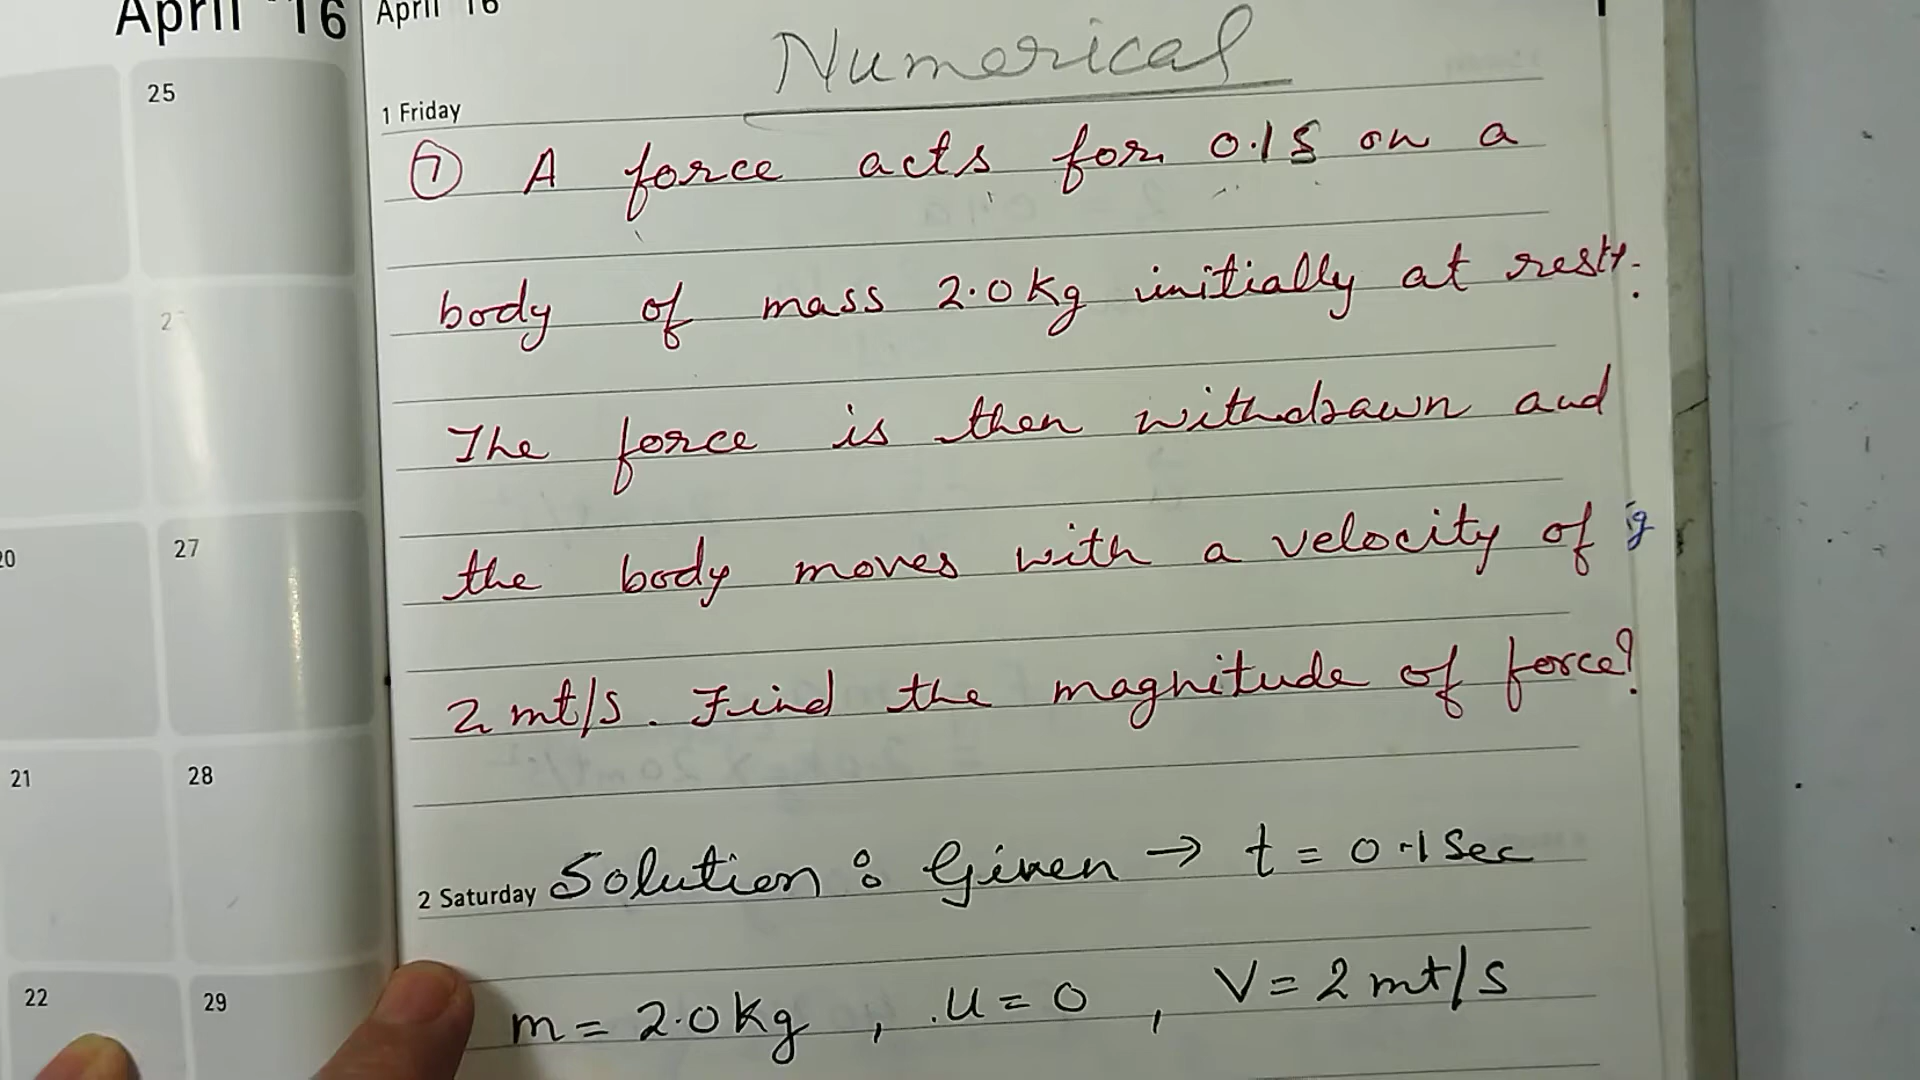 April '16
April '16
25
2
20
27
21
28
22
29
Numerical
1 Friday
① A force acts for 0.1S on a
body of mass 2.0kg initially at rest.
The force is then withdrawn and
the body moves with a velocity of
2 mt/s. Find the magnitude of force?
2 Saturday
Solution : Given → t = 0.1 Sec
m = 2.0kg , u = 0 , V = 2 mt/s